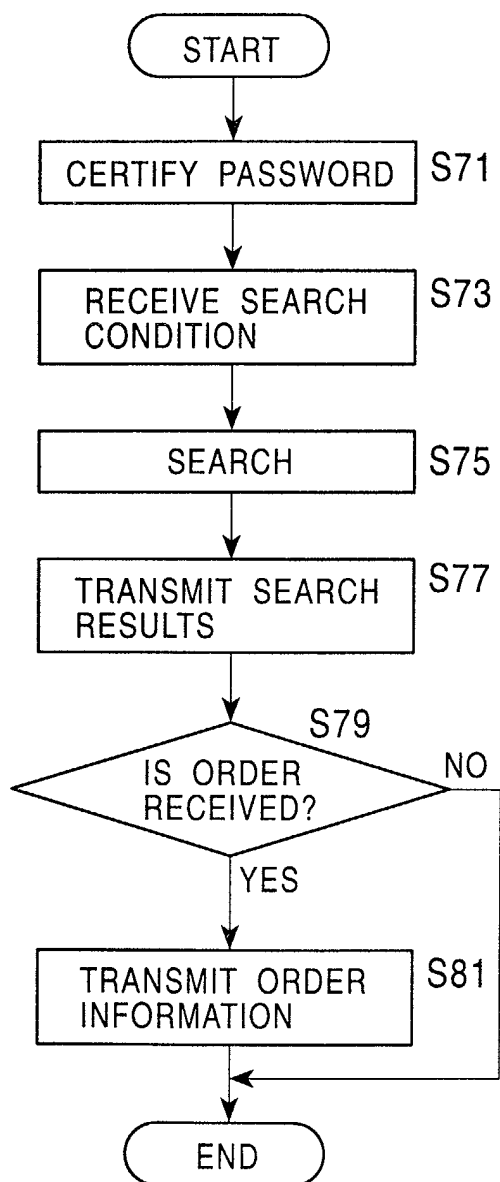 START
CERTIFY PASSWORD S71
RECEIVE SEARCH S73
CONDITION
SEARCH S75
TRANSMIT SEARCH S77
RESULTS
S79
IS ORDER NO
RECEIVED?
YES
TRANSMIT ORDER S81
INFORMATION
END